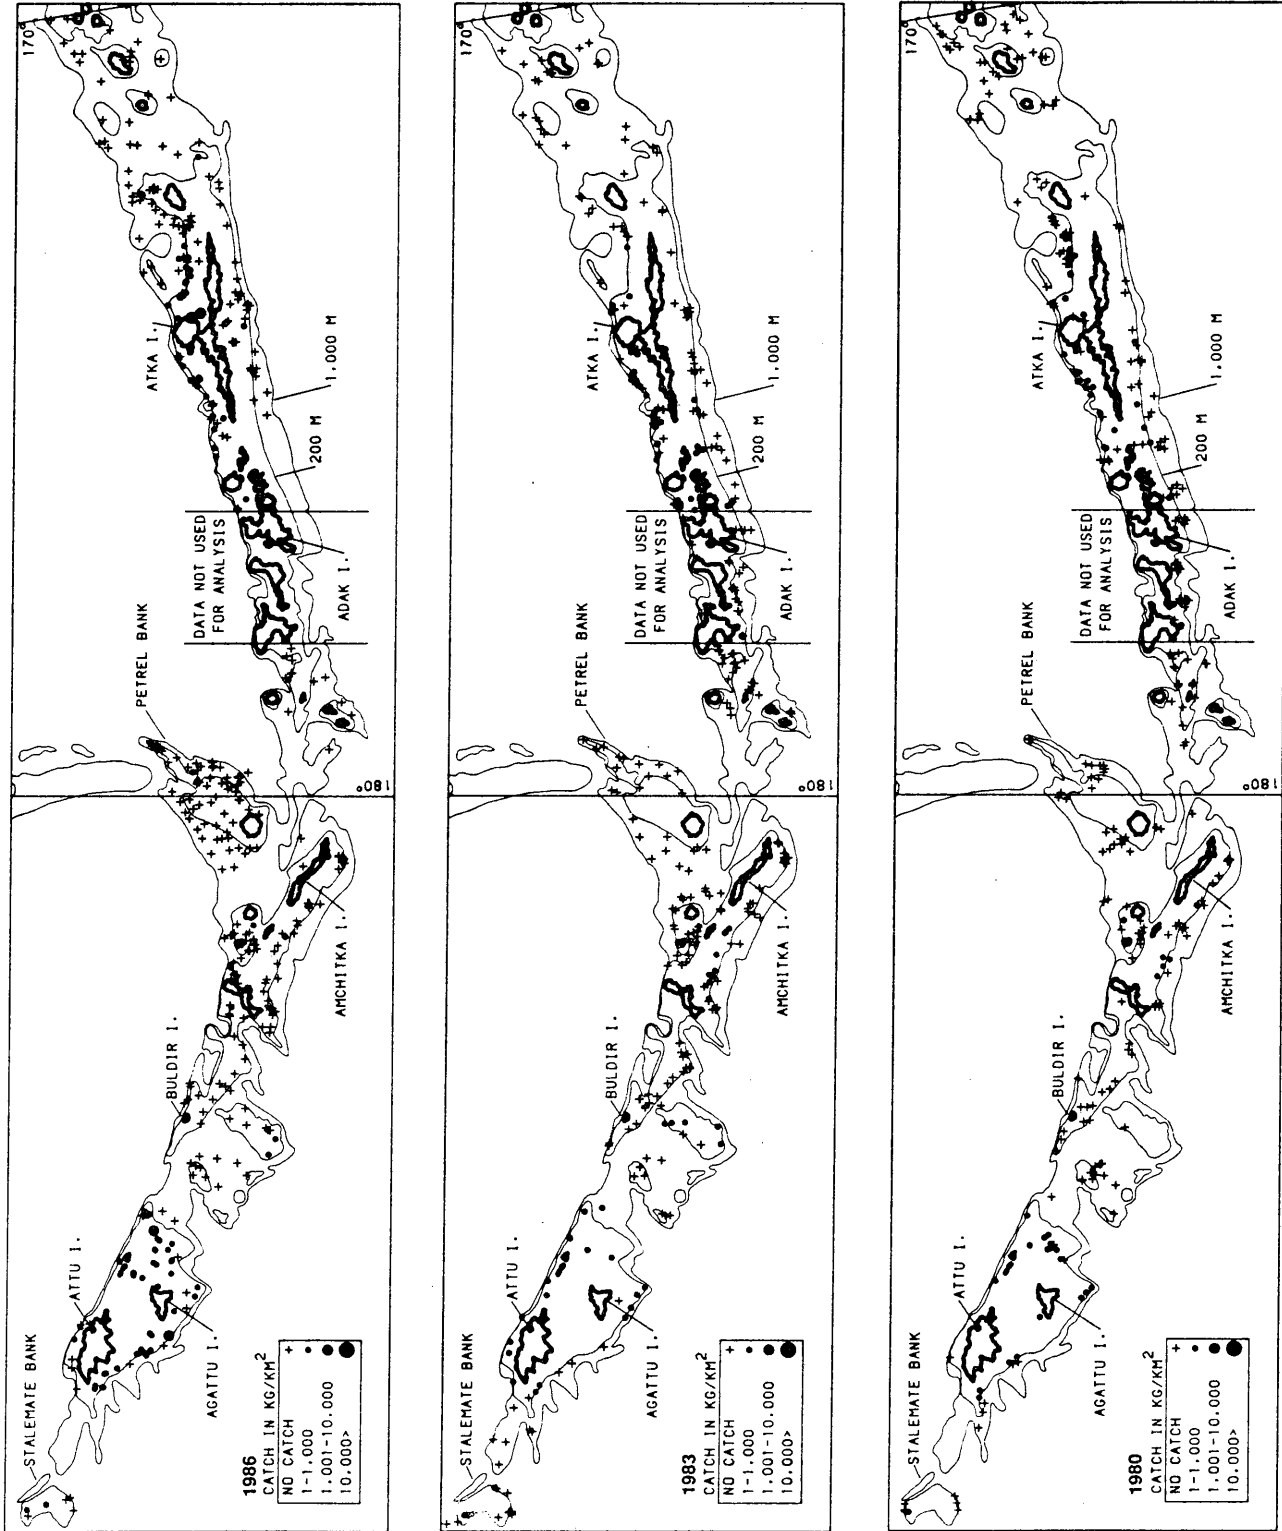 STALEMATE BANK
ATTU I.
BULDIR I.
PETREL BANK
ATKA I.
170°
DATA NOT USED
FOR ANALYSIS
200 M
1.000 M
ADAK I.
180°
AMCHITKA I.
AGATTU I.
1986
CATCH IN KG/KM²
NO CATCH +
1-1.000
1.001-10.000
10.000>
STALEMATE BANK
ATTU I.
BULDIR I.
PETREL BANK
ATKA I.
170°
DATA NOT USED
FOR ANALYSIS
200 M
1.000 M
ADAK I.
180°
AMCHITKA I.
AGATTU I.
1983
CATCH IN KG/KM²
NO CATCH +
1-1.000
1.001-10.000
10.000>
STALEMATE BANK
ATTU I.
BULDIR I.
PETREL BANK
ATKA I.
170°
DATA NOT USED
FOR ANALYSIS
200 M
1.000 M
ADAK I.
180°
AMCHITKA I.
AGATTU I.
1980
CATCH IN KG/KM²
NO CATCH +
1-1.000
1.001-10.000
10.000>